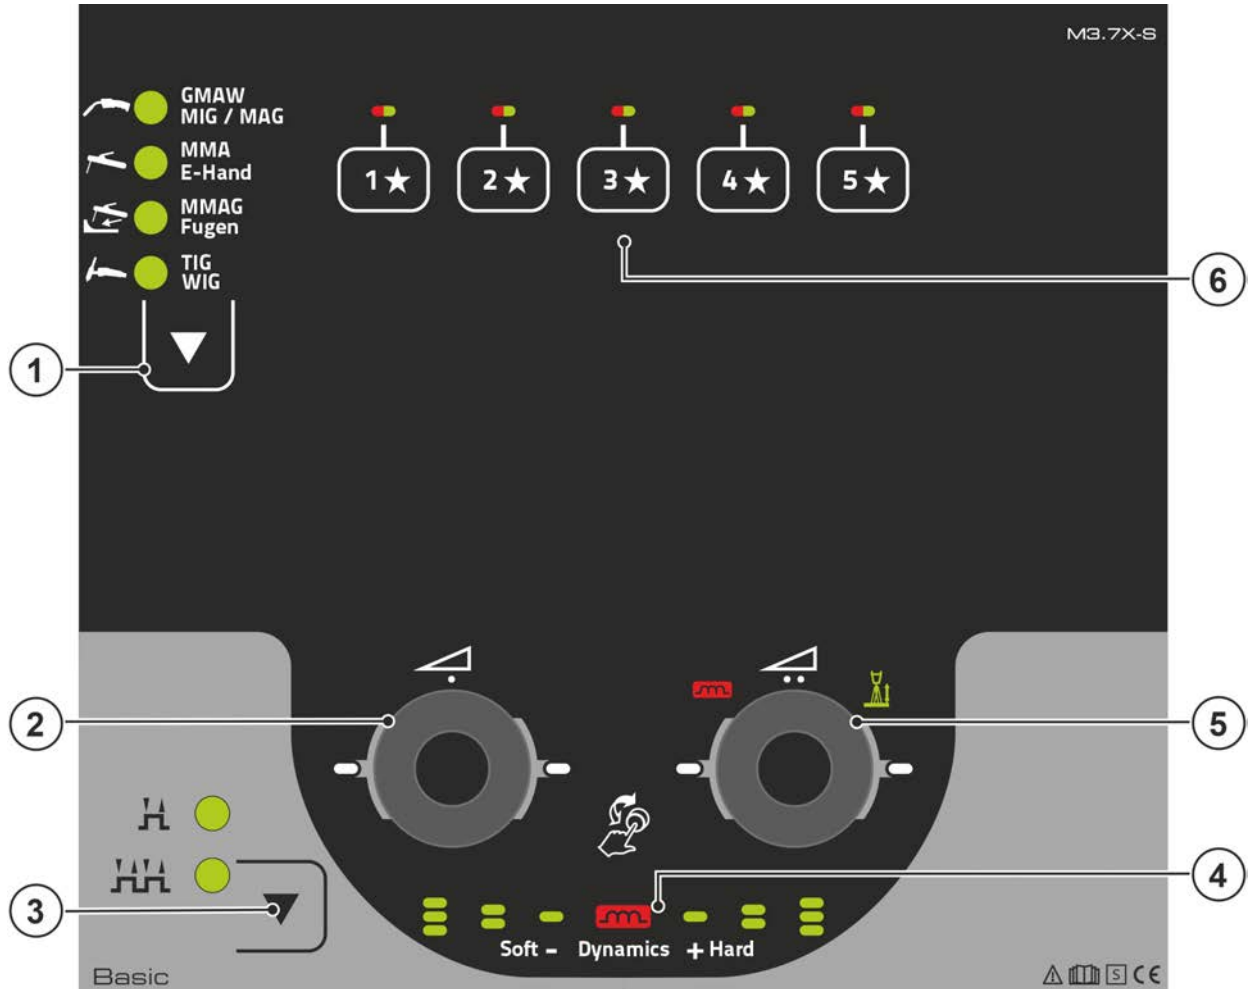 M3.7X-S
GMAW
MIG / MAG
MMA
E-Hand
MMAG
Fugen
TIG
WIG
1★ 2★ 3★ 4★ 5★
6
1
2
5
3
4
Soft - Dynamics + Hard
Basic
S CE